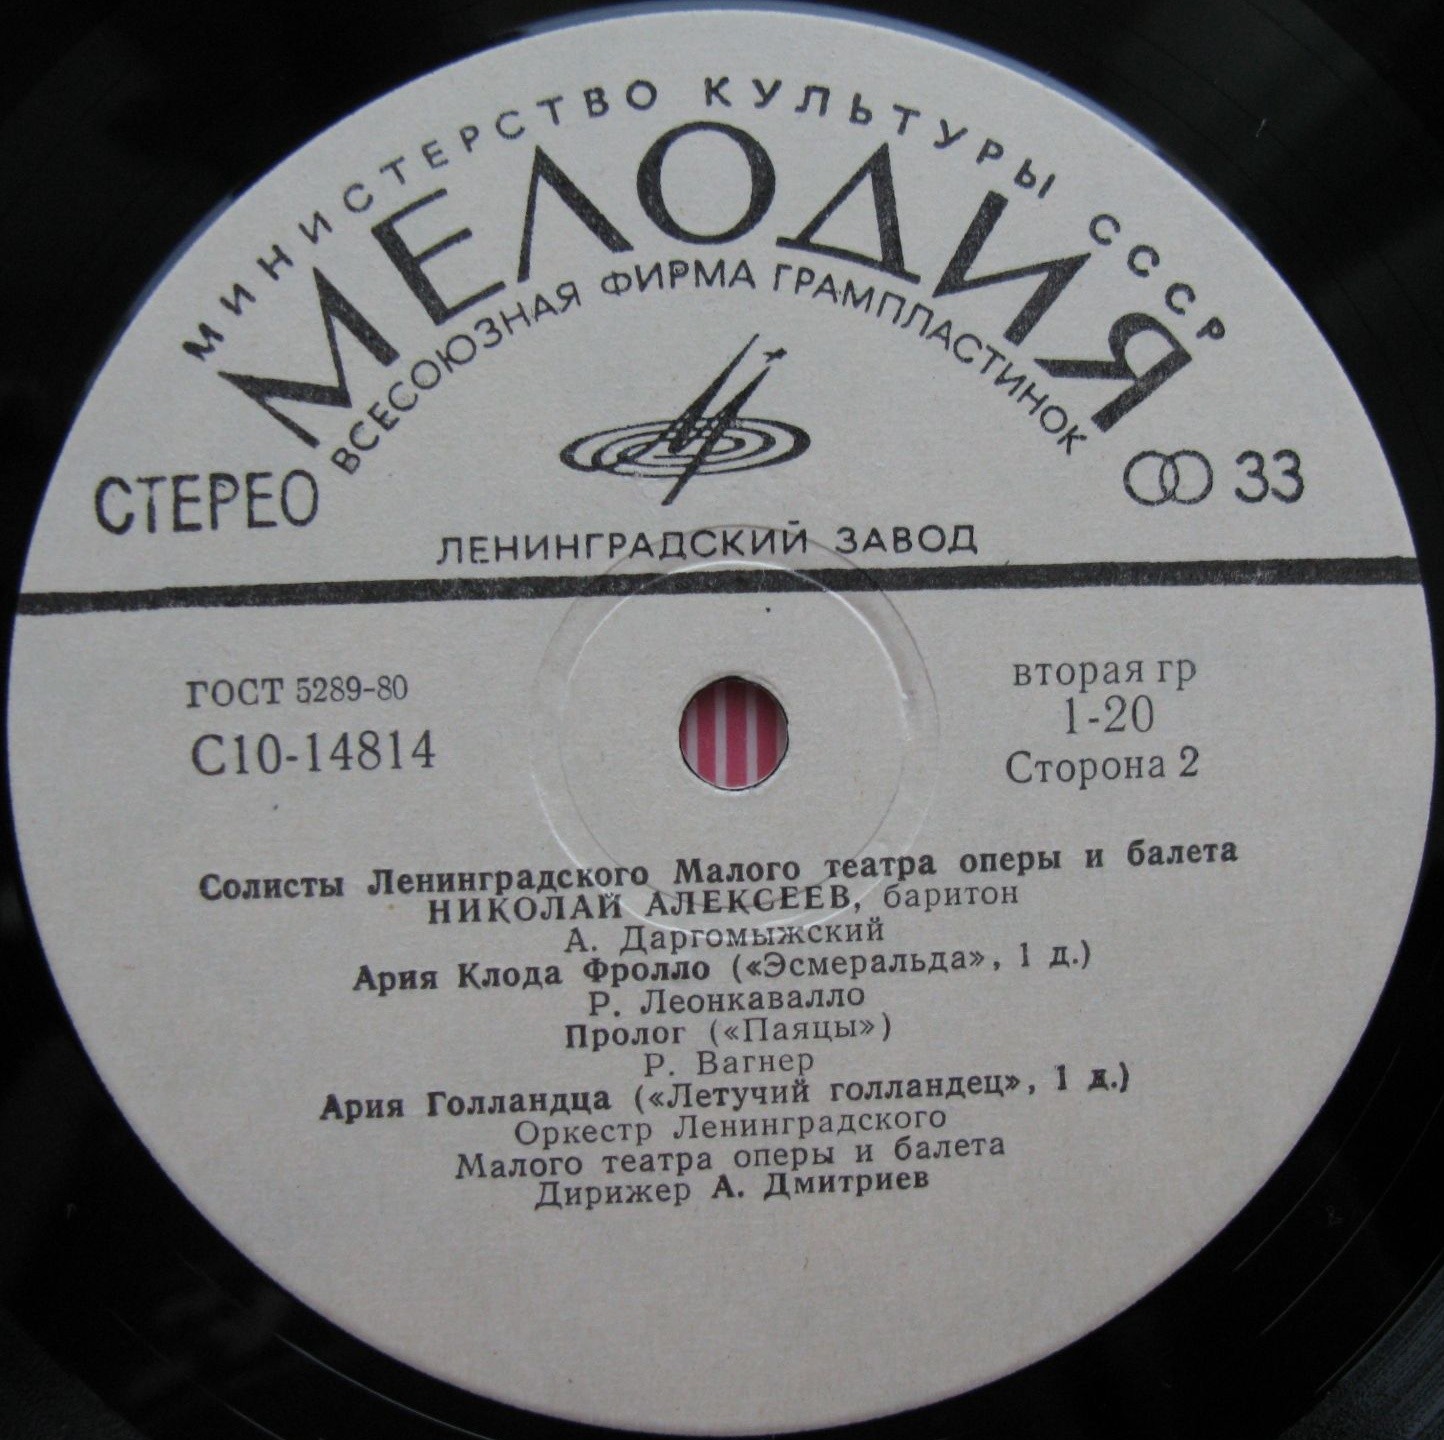 МИНИСТЕРСТВО КУЛЬТУРЫ СССР
МЕЛОДИЯ
ВСЕСОЮЗНАЯ ФИРМА ГРАМПЛАСТИНОК
СТЕРЕО
33
ЛЕНИНГРАДСКИЙ ЗАВОД
ГОСТ 5289-80
С10-14814
вторая гр
1-20
Сторона 2
Солисты Ленинградского Малого театра оперы и балета
НИКОЛАЙ АЛЕКСЕЕВ, баритон
А. Даргомыжский
Ария Клода Фролло («Эсмеральда», 1 д.)
Р. Леонкавалло
Пролог («Паяцы»)
Р. Вагнер
Ария Голландца («Летучий голландец», 1 д.)
Оркестр Ленинградского
Малого театра оперы и балета
Дирижер А. Дмитриев